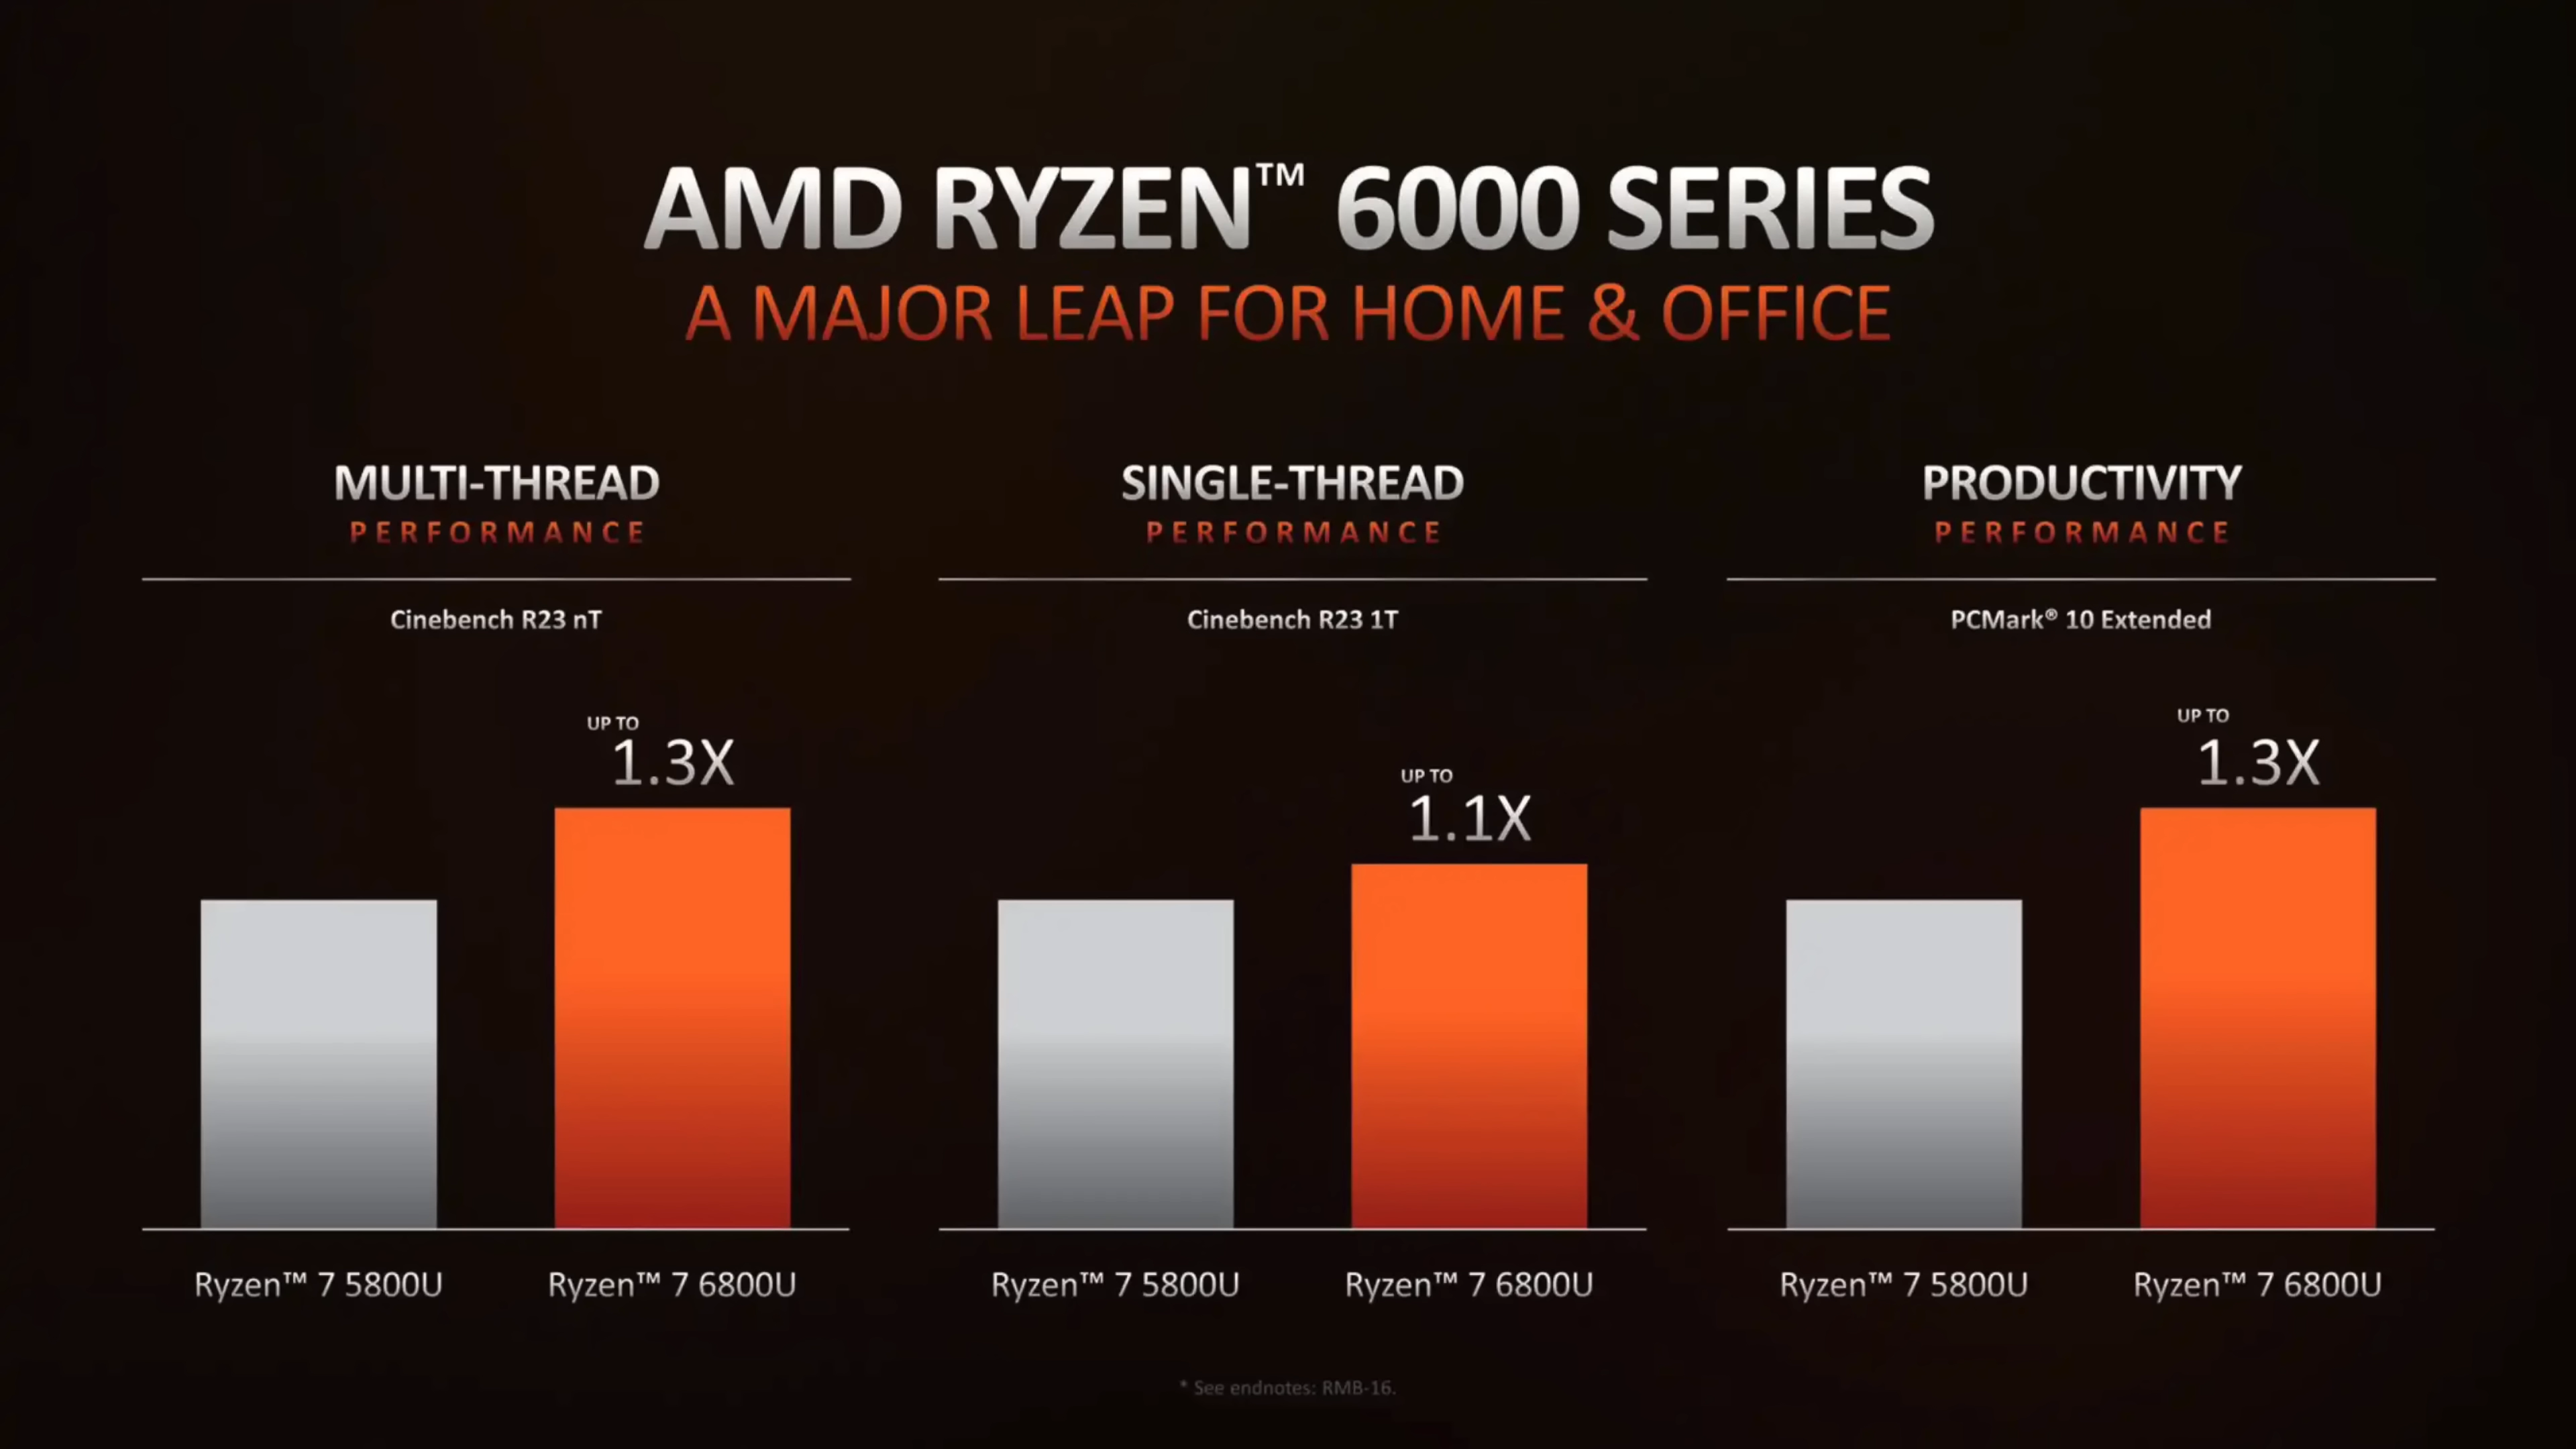 AMD RYZEN™ 6000 SERIES
A MAJOR LEAP FOR HOME & OFFICE
MULTI-THREAD
PERFORMANCE
Cinebench R23 nT
UP TO
1.3X
Ryzen™ 7 5800U
Ryzen™ 7 6800U
SINGLE-THREAD
PERFORMANCE
Cinebench R23 1T
UP TO
1.1X
Ryzen™ 7 5800U
Ryzen™ 7 6800U
PRODUCTIVITY
PERFORMANCE
PCMark® 10 Extended
UP TO
1.3X
Ryzen™ 7 5800U
Ryzen™ 7 6800U
* See endnotes: RMB-16.